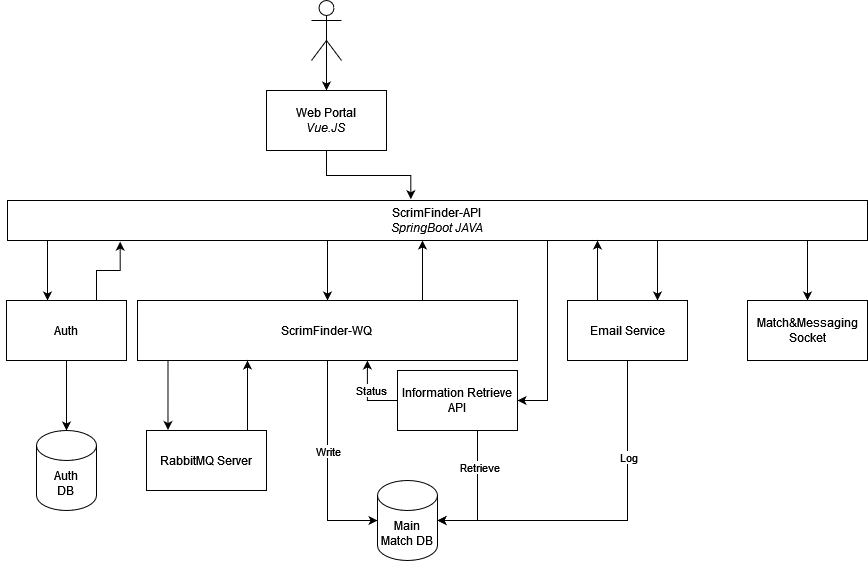 Web Portal
Vue.JS
ScrimFinder-API
SpringBoot JAVA
Auth
ScrimFinder-WQ
Email Service
Match&Messaging
Socket
Status
Information Retrieve
API
Write
RabbitMQ Server
Retrieve
Log
Auth
DB
Main
Match DB